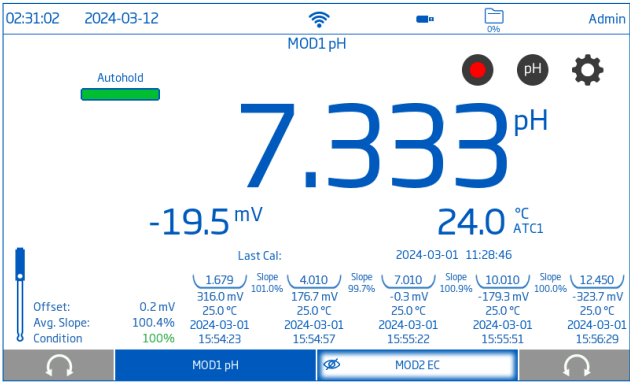 02:31:02 2024-03-12 0% Admin
MOD1 pH
Autohold
pH
7.333 pH
-19.5 mV 24.0 °C ATC1
Last Cal: 2024-03-01 11:28:46
1.679 Slope 101.0% 4.010 Slope 99.7% 7.010 Slope 100.9% 10.010 Slope 100.0% 12.450
316.0 mV 176.7 mV -0.3 mV -179.3 mV -323.7 mV
Offset: 0.2 mV 25.0 °C 25.0 °C 25.0 °C 25.0 °C 25.0 °C
Avg. Slope: 100.4% 2024-03-01 2024-03-01 2024-03-01 2024-03-01 2024-03-01
Condition 100% 15:54:23 15:54:57 15:55:22 15:55:51 15:56:29
MOD1 pH MOD2 EC